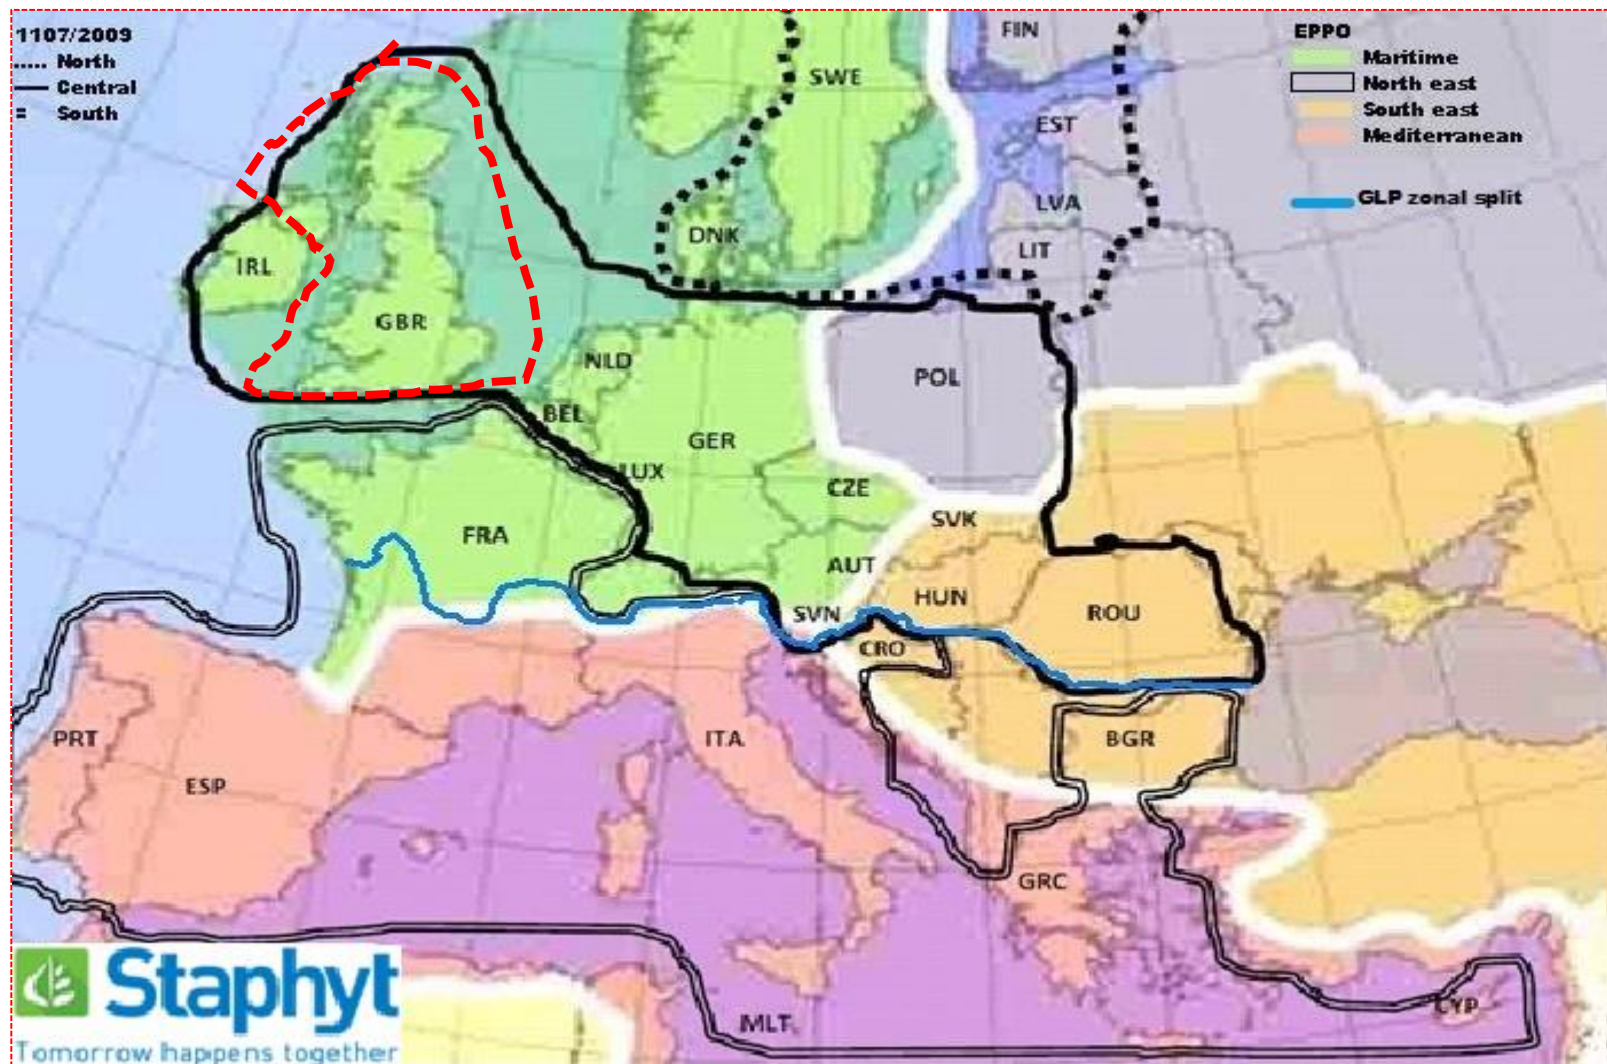 1107/2009
North
Central
South
EPPO
Maritime
North east
South east
Mediterranean
GLP zonal split
FIN
SWE
EST
LVA
DNK
LIT
IRL
GBR
NLD
POL
BEL
GER
LUX
CZE
SVK
FRA
AUT
HUN
SVN
ROU
CRO
PRT
ITA
BGR
ESP
GRC
CYP
MLT
Staphyt
Tomorrow happens together